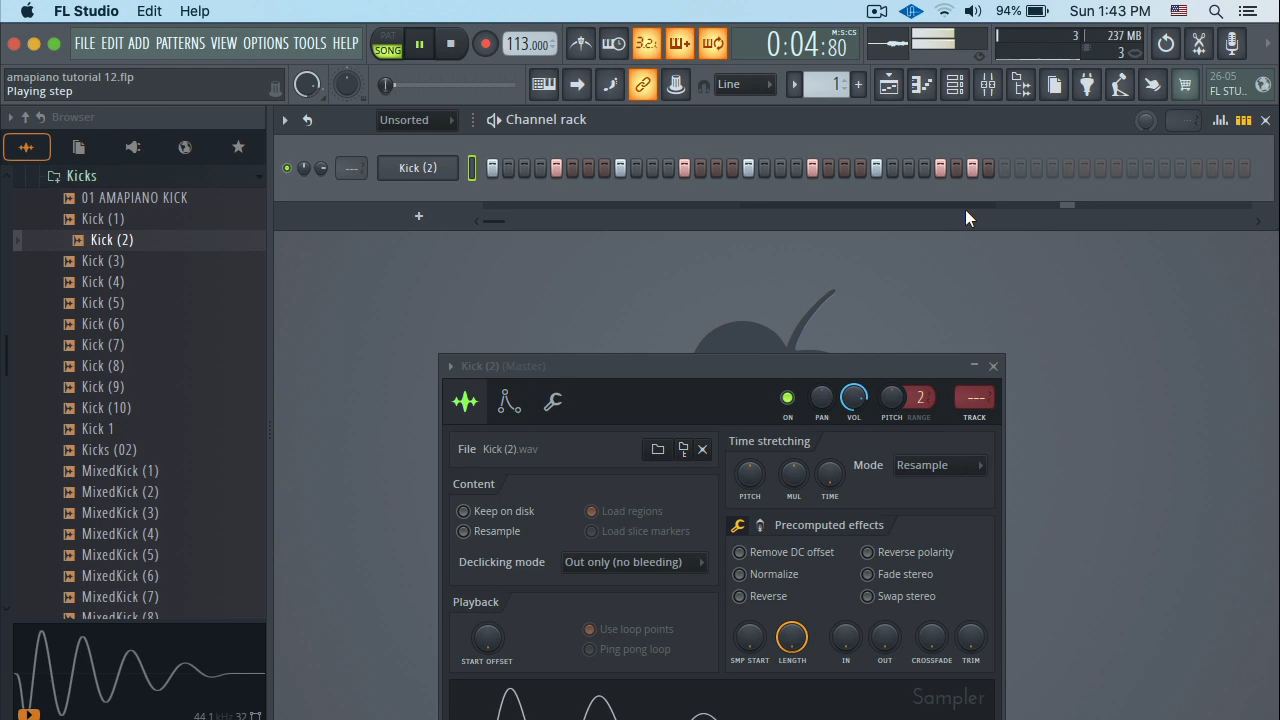 FL Studio Edit Help
94% Sun 1:43 PM
FILE EDIT ADD PATTERNS VIEW OPTIONS TOOLS HELP
PAT
SONG
113.000
3.2.
0:04:80
M:S:CS
3
237 MB
3
amapiano tutorial 12.flp
Playing step
Line
1
26-05
FL STU..
Browser
Unsorted
Channel rack
Kicks
Kick (2)
01 AMAPIANO KICK
Kick (1)
Kick (2)
Kick (3)
Kick (4)
Kick (5)
Kick (6)
Kick (7)
Kick (8)
Kick (9)
Kick (10)
Kick 1
Kicks (02)
MixedKick (1)
MixedKick (2)
MixedKick (3)
MixedKick (4)
MixedKick (5)
MixedKick (6)
MixedKick (7)
MixedKick (8)
44.1 kHz 32
Kick (2) (Master)
2
---
ON PAN VOL PITCH RANGE TRACK
File Kick (2).wav
Content
Keep on disk
Load regions
Resample
Load slice markers
Declicking mode Out only (no bleeding)
Playback
Use loop points
Ping pong loop
START OFFSET
Time stretching
Mode Resample
PITCH MUL TIME
Precomputed effects
Remove DC offset
Reverse polarity
Normalize
Fade stereo
Reverse
Swap stereo
SMP START LENGTH IN OUT CROSSFADE TRIM
Sampler